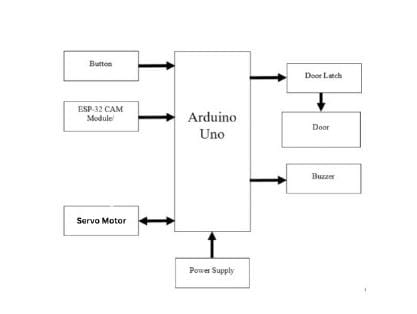 Button
Door Latch
ESP-32 CAM
Module/
Arduino
Uno
Door
Buzzer
Servo Motor
Power Supply